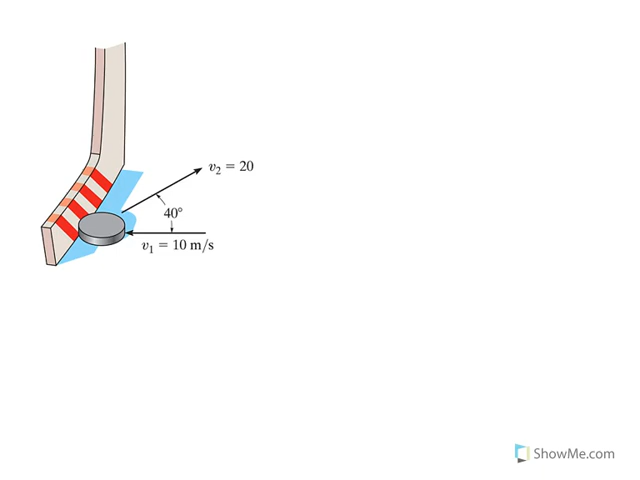 v₂ = 20
40°
v₁ = 10 m/s
ShowMe.com